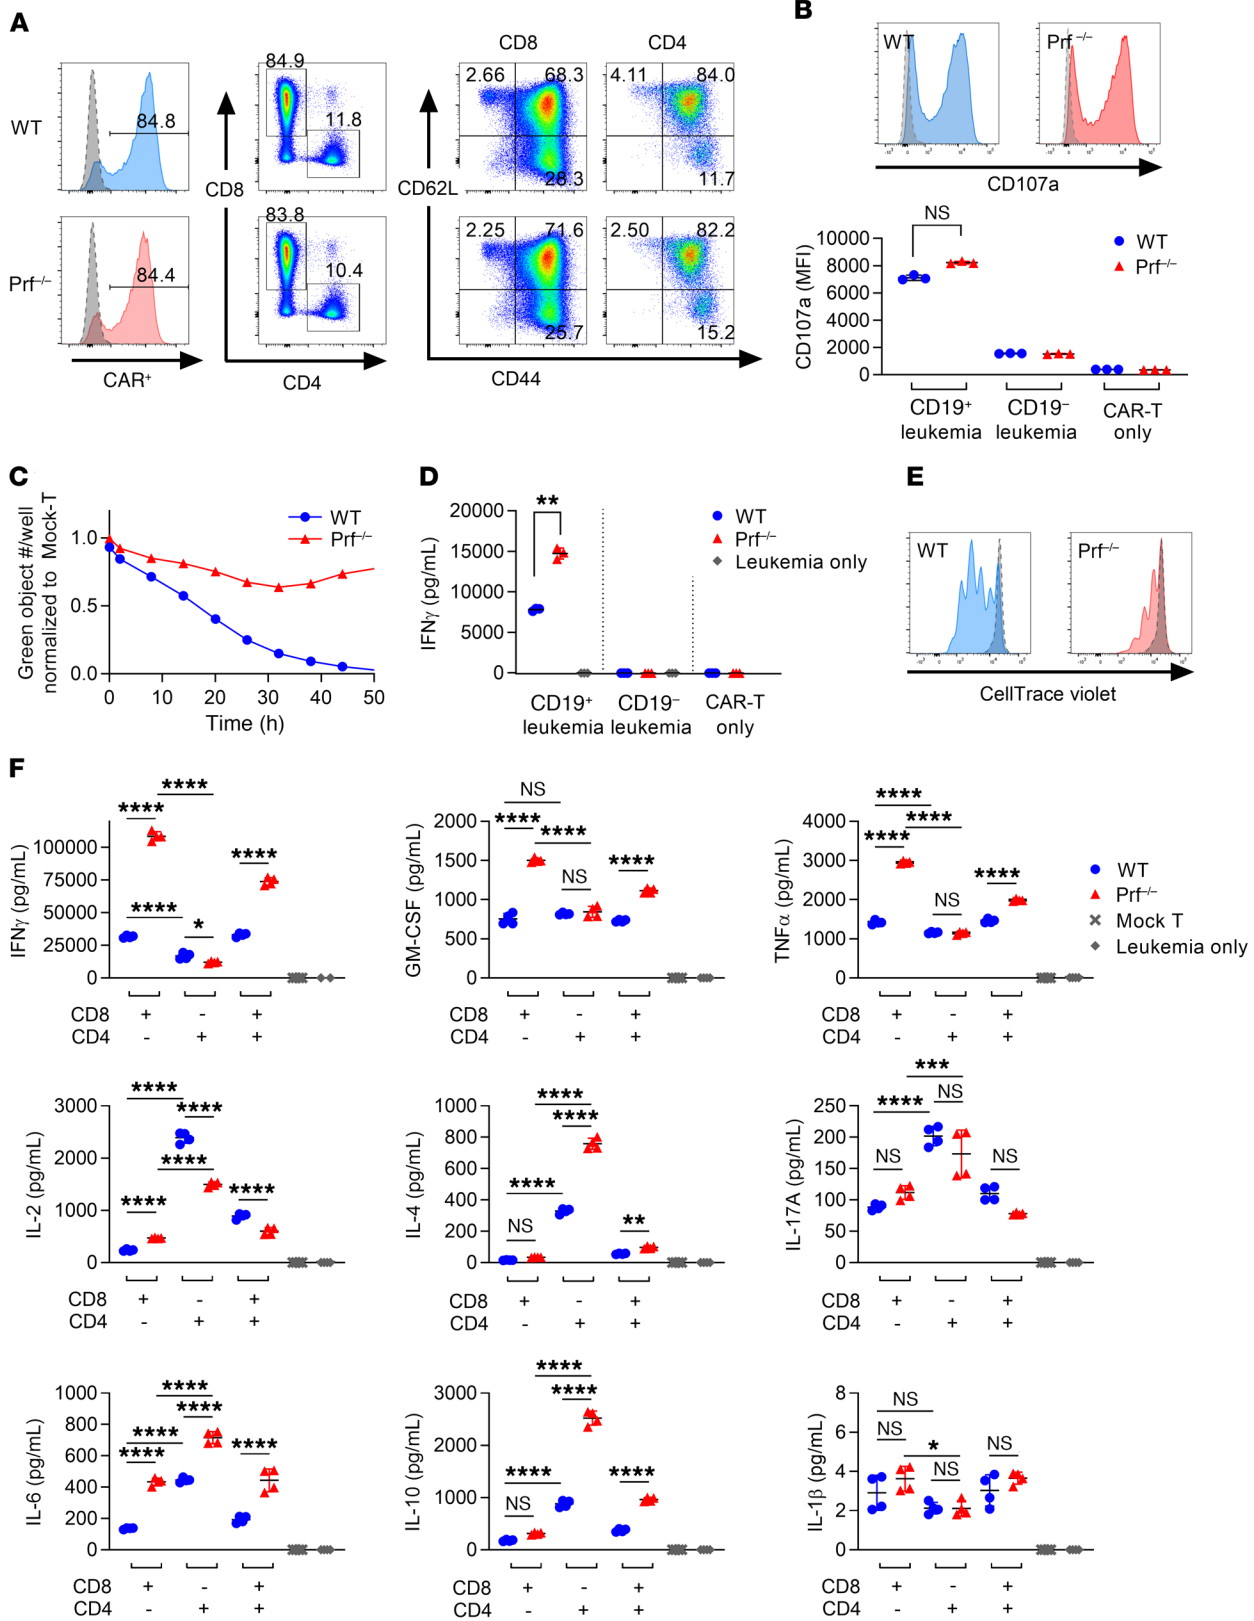 A
CD8
CD4
WT
84.8
84.9
11.8
2.66
68.3
28.3
4.11
84.0
11.7
CD8
CD62L
Prf–/–
84.4
83.8
10.4
2.25
71.6
25.7
2.50
82.2
15.2
CAR+
CD4
CD44
B
WT
Prf –/–
CD107a
CD107a (MFI)
10000
8000
6000
4000
2000
0
NS
WT
Prf–/–
CD19+
leukemia
CD19–
leukemia
CAR-T
only
C
Green object #/well
normalized to Mock-T
1.0
0.5
0.0
WT
Prf–/–
0 10 20 30 40 50
Time (h)
D
IFNγ (pg/mL)
20000
15000
10000
5000
0
**
WT
Prf–/–
Leukemia only
CD19+
leukemia
CD19–
leukemia
CAR-T
only
E
WT
Prf–/–
CellTrace violet
F
IFNγ (pg/mL)
100000
75000
50000
25000
0
****
****
****
****
*
CD8 + - +
CD4 - + +
GM-CSF (pg/mL)
2000
1500
1000
500
0
NS
****
****
NS
****
CD8 + - +
CD4 - + +
TNFα (pg/mL)
4000
3000
2000
1000
0
****
****
****
NS
****
CD8 + - +
CD4 - + +
WT
Prf–/–
Mock T
Leukemia only
IL-2 (pg/mL)
3000
2000
1000
0
****
****
****
****
****
CD8 + - +
CD4 - + +
IL-4 (pg/mL)
1000
800
600
400
200
0
****
****
****
NS
**
CD8 + - +
CD4 - + +
IL-17A (pg/mL)
250
200
150
100
50
0
***
NS
****
NS
NS
CD8 + - +
CD4 - + +
IL-6 (pg/mL)
1000
800
600
400
200
0
****
****
****
****
****
CD8 + - +
CD4 - + +
IL-10 (pg/mL)
3000
2000
1000
0
****
****
****
NS
****
CD8 + - +
CD4 - + +
IL-1β (pg/mL)
8
6
4
2
0
NS
NS
*
NS
NS
CD8 + - +
CD4 - + +